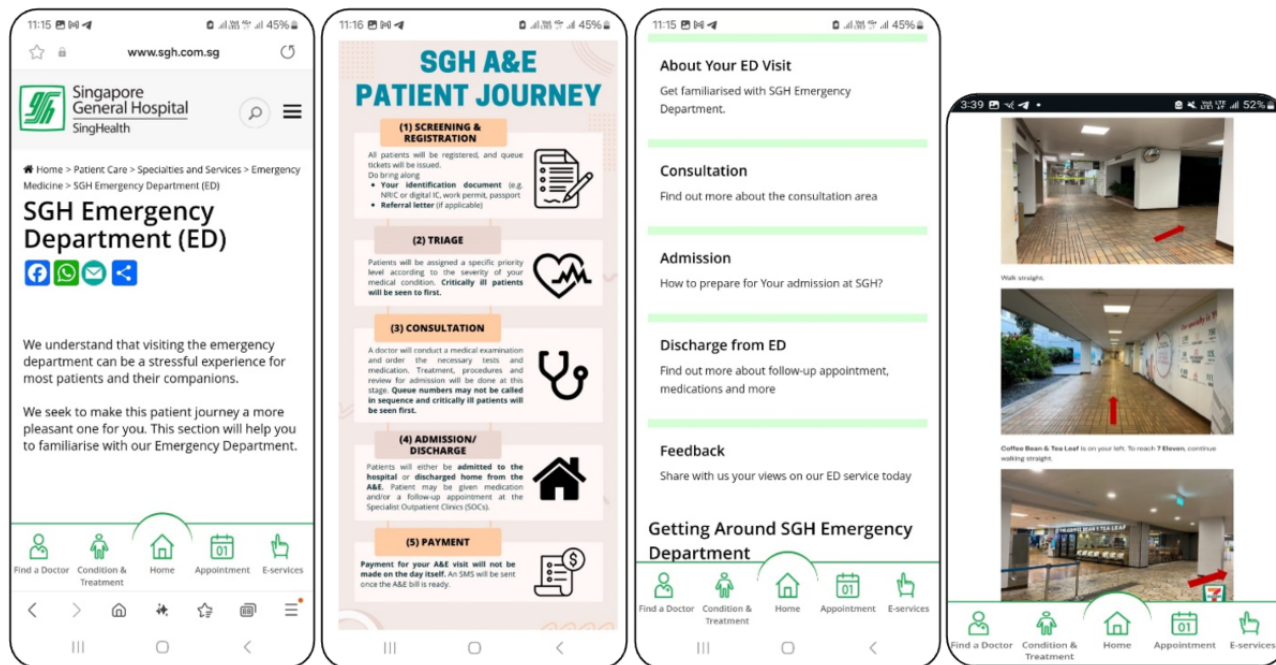 11:15
45%
www.sgh.com.sg
Singapore
General Hospital
SingHealth
Home > Patient Care > Specialties and Services > Emergency
Medicine > SGH Emergency Department (ED)
SGH Emergency
Department (ED)
We understand that visiting the emergency
department can be a stressful experience for
most patients and their companions.
We seek to make this patient journey a more
pleasant one for you. This section will help you
to familiarise with our Emergency Department.
Find a Doctor
Condition &
Treatment
Home
01
Appointment
E-services
11:16
45%
SGH A&E
PATIENT JOURNEY
(1) SCREENING &
REGISTRATION
All patients will be registered, and queue
tickets will be issued.
Do bring along
• Your identification document (e.g.
NRIC or digital IC, work permit, passport
• Referral letter (if applicable)
(2) TRIAGE
Patients will be assigned a specific priority
level according to the severity of your
medical condition. Critically ill patients
will be seen to first.
(3) CONSULTATION
A doctor will conduct a medical examination
and order the necessary tests and
medication. Treatment, procedures and
review for admission will be done at this
stage. Queue numbers may not be called
in sequence and critically ill patients will
be seen first.
(4) ADMISSION/
DISCHARGE
Patients will either be admitted to the
hospital or discharged home from the
A&E. Patient may be given medication
and/or a follow-up appointment at the
Specialist Outpatient Clinics (SOCs).
(5) PAYMENT
Payment for your A&E visit will not be
made on the day itself. An SMS will be sent
once the A&E bill is ready.
11:15
45%
About Your ED Visit
Get familiarised with SGH Emergency
Department.
Consultation
Find out more about the consultation area
Admission
How to prepare for Your admission at SGH?
Discharge from ED
Find out more about follow-up appointment,
medications and more
Feedback
Share with us your views on our ED service today
Getting Around SGH Emergency
Department
Find a Doctor
Condition &
Treatment
Home
01
Appointment
E-services
3:39
52%
Walk straight.
Coffee Bean & Tea Leaf is on your left. To reach 7 Eleven, continue
walking straight.
Find a Doctor
Condition &
Treatment
Home
01
Appointment
E-services